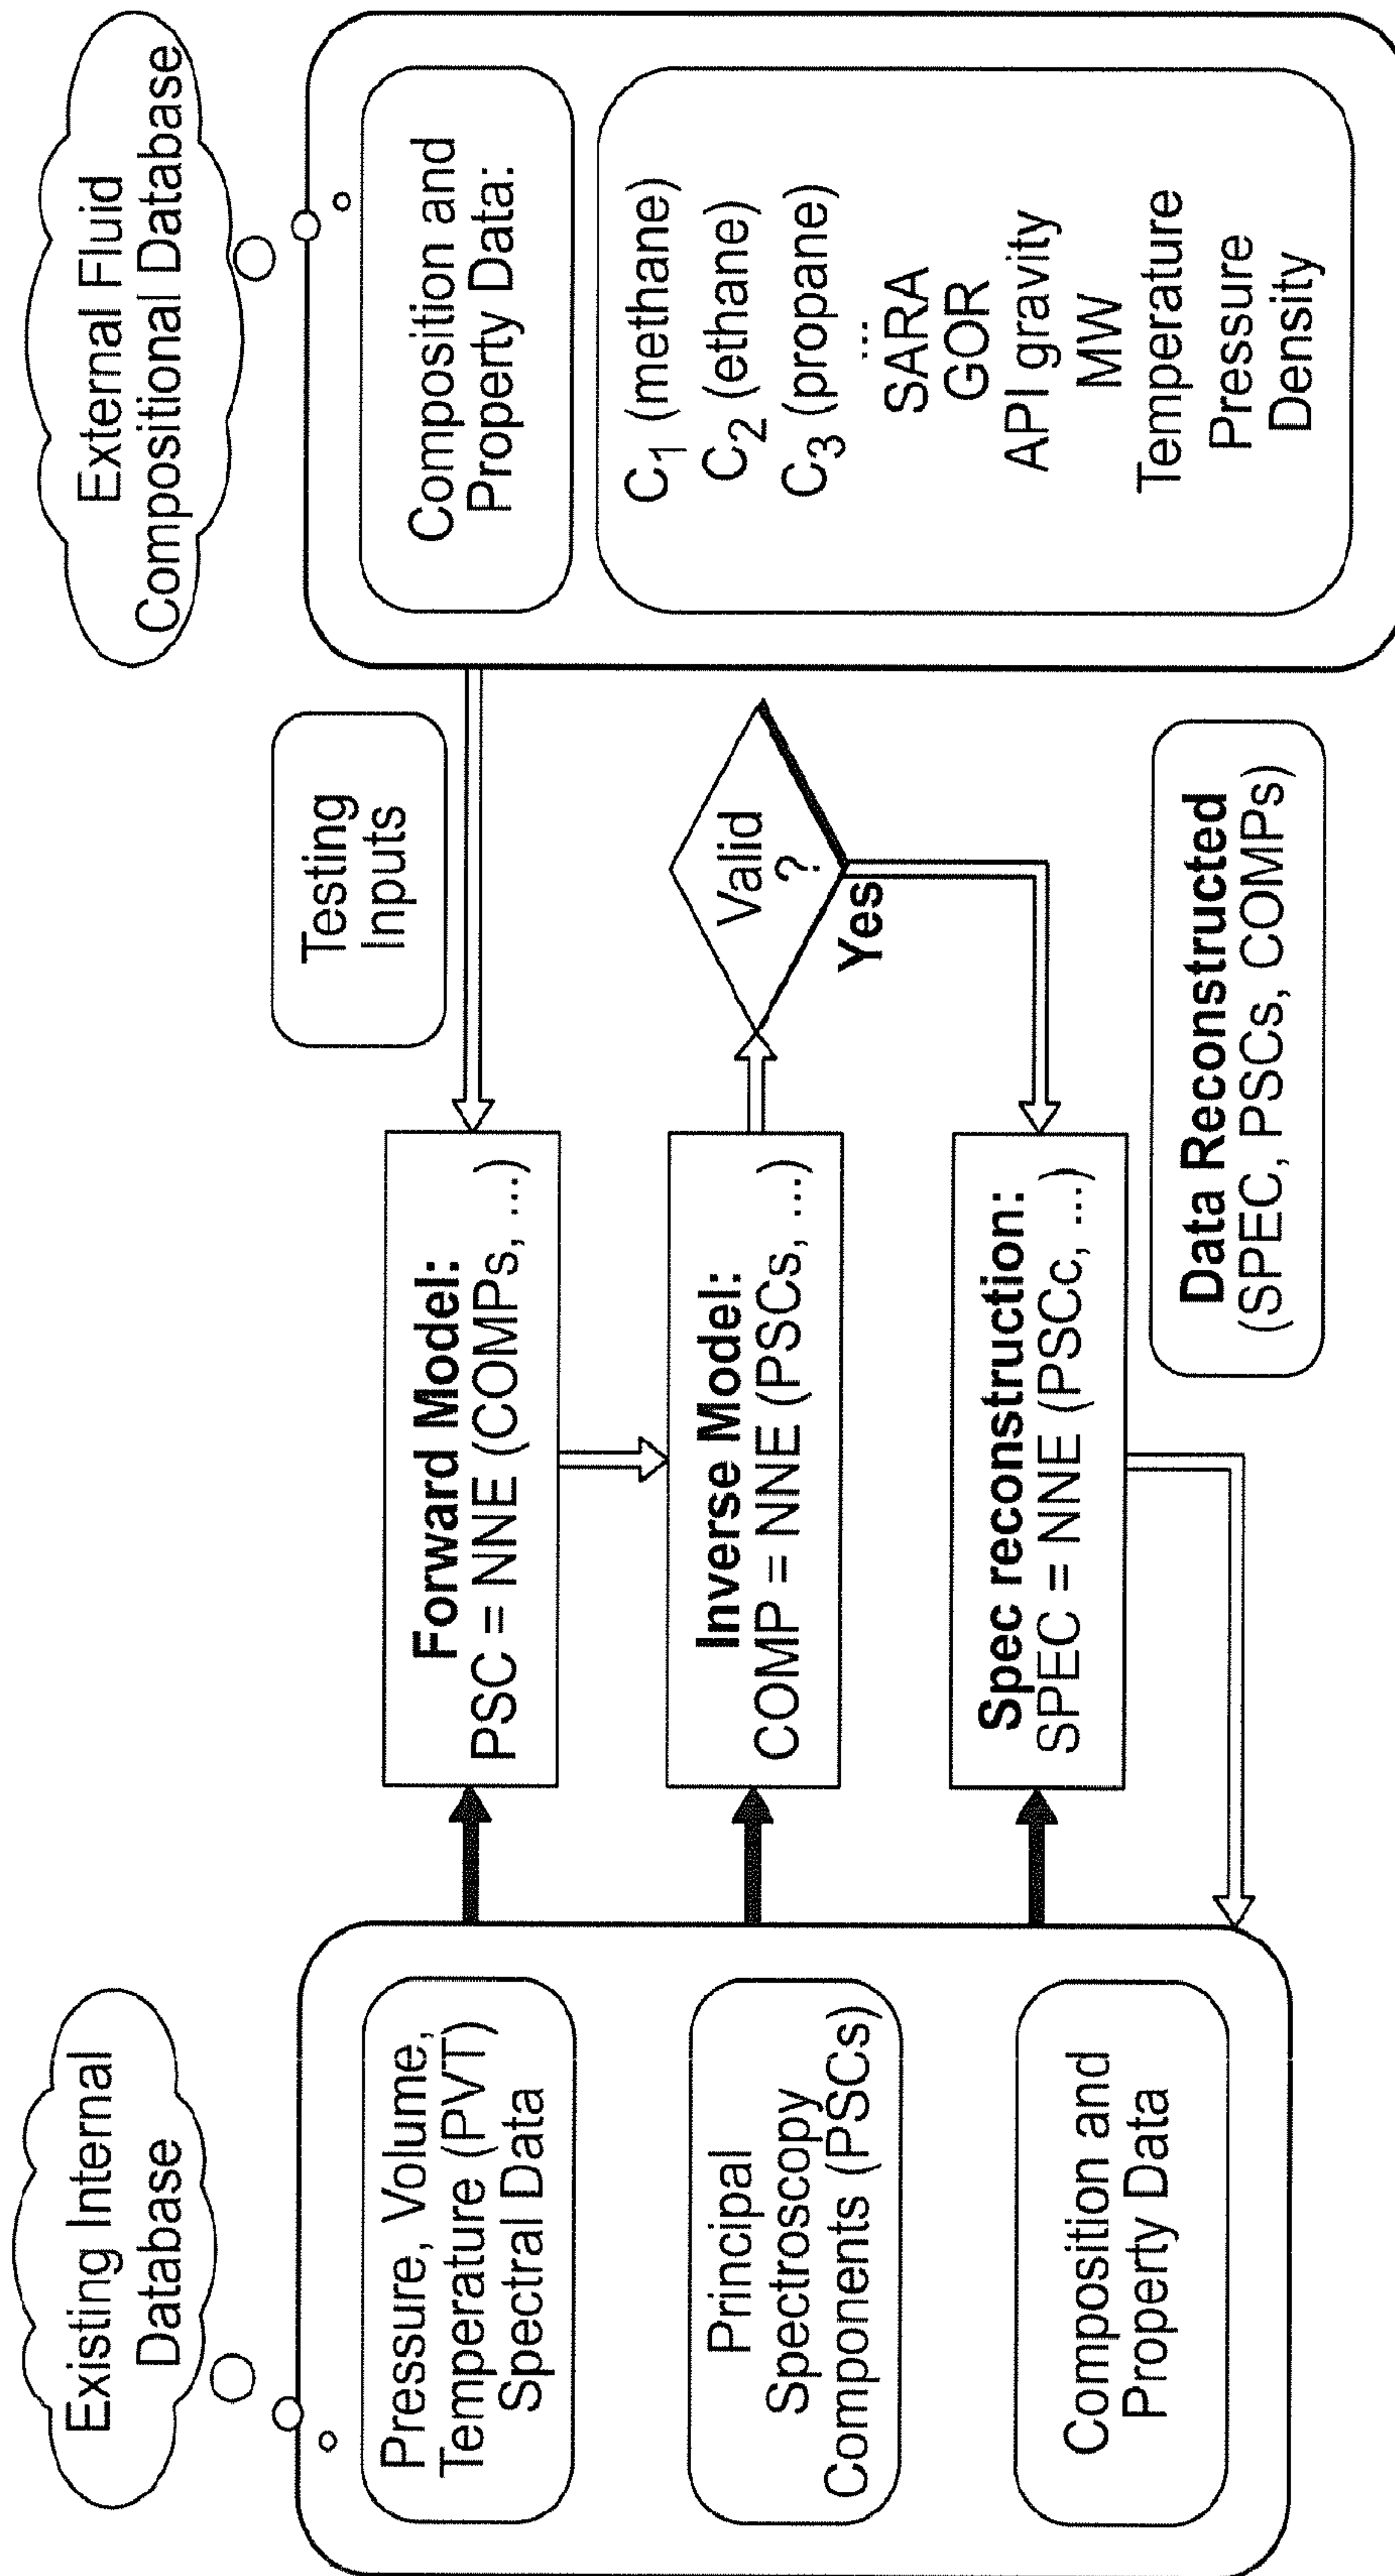 Existing Internal
Database
Pressure, Volume,
Temperature (PVT)
Spectral Data
Principal
Spectroscopy
Components (PSCs)
Composition and
Property Data
Forward Model:
PSC = NNE (COMPs, ...)
Inverse Model:
COMP = NNE (PSCs, ...)
Spec reconstruction:
SPEC = NNE (PSCc, ...)
Testing
Inputs
Valid
?
Yes
Data Reconstructed
(SPEC, PSCs, COMPs)
External Fluid
Compositional Database
Composition and
Property Data:
C1 (methane)
C2 (ethane)
C3 (propane)
...
SARA
GOR
API gravity
MW
Temperature
Pressure
Density